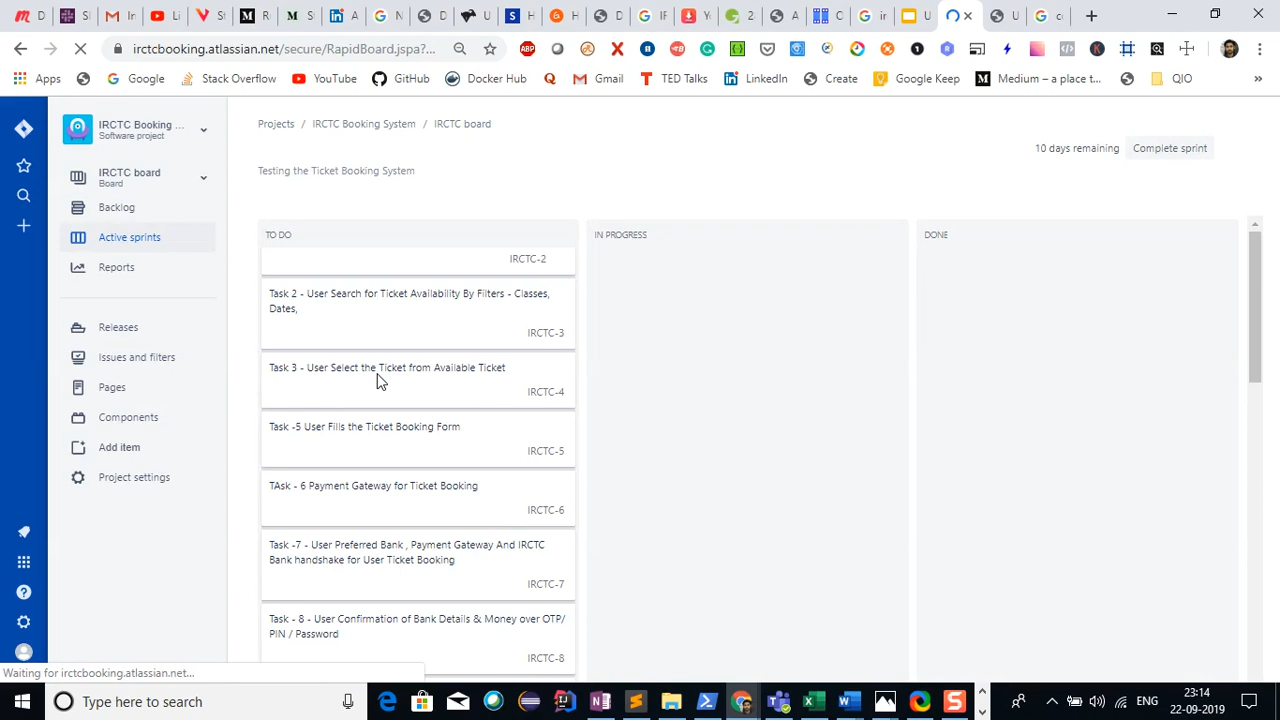 irctcbooking.atlassian.net/secure/RapidBoard.jspa?...
Apps
Google
Stack Overflow
YouTube
GitHub
Docker Hub
Gmail
TED Talks
LinkedIn
Create
Google Keep
Medium – a place t...
QIO
»
IRCTC Booking ...
Software project
IRCTC board
Board
Backlog
Active sprints
Reports
Releases
Issues and filters
Pages
Components
Add item
Project settings
Projects / IRCTC Booking System / IRCTC board
10 days remaining
Complete sprint
Testing the Ticket Booking System
TO DO
IN PROGRESS
DONE
IRCTC-2
Task 2 - User Search for Ticket Availability By Filters - Classes,
Dates,
IRCTC-3
Task 3 - User Select the Ticket from Available Ticket
IRCTC-4
Task -5 User Fills the Ticket Booking Form
IRCTC-5
TAsk - 6 Payment Gateway for Ticket Booking
IRCTC-6
Task -7 - User Preferred Bank , Payment Gateway And IRCTC
Bank handshake for User Ticket Booking
IRCTC-7
Task - 8 - User Confirmation of Bank Details & Money over OTP/
PIN / Password
IRCTC-8
Waiting for irctcbooking.atlassian.net...
Type here to search
ENG
23:14
22-09-2019